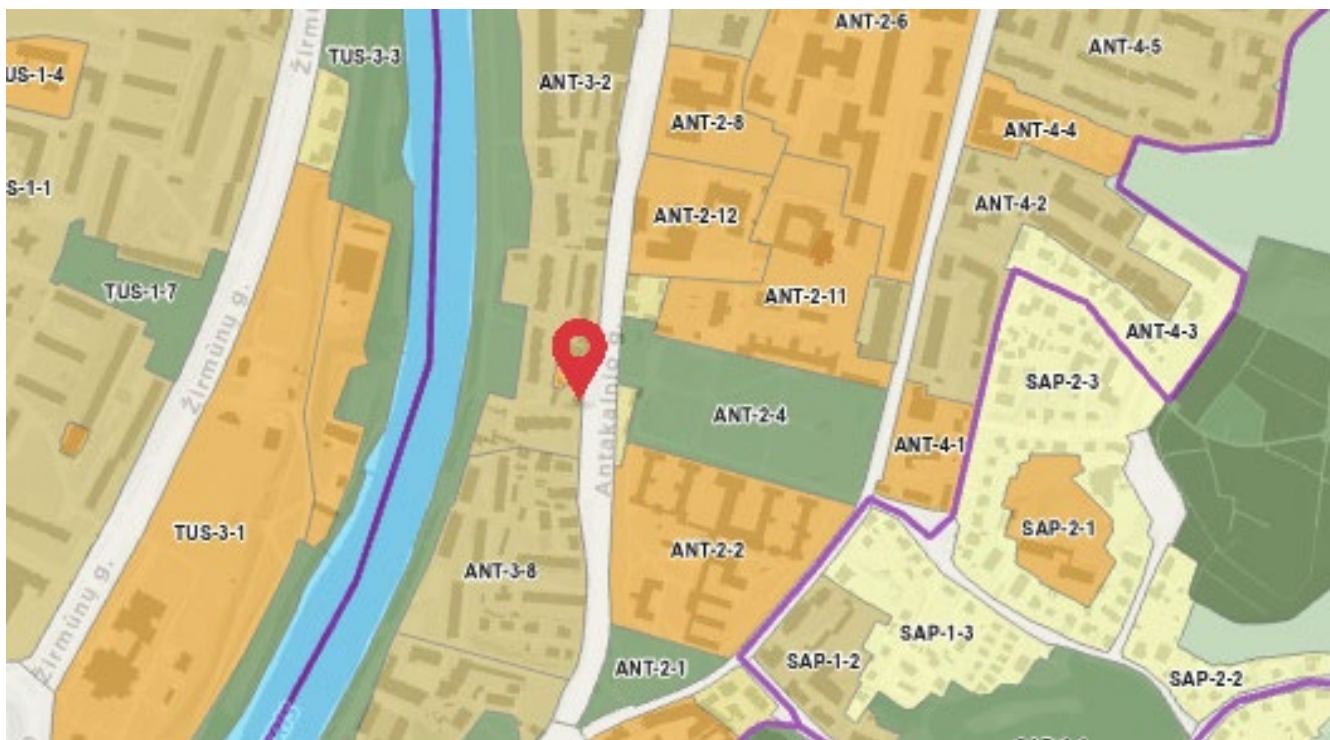 Žirmū
TUS-3-3
ANT-2-6
ANT-4-5
US-1-4
ANT-3-2
ANT-2-8
ANT-4-4
S-1-1
ANT-2-12
ANT-4-2
TUS-1-7
ANT-2-11
ANT-4-3
Žirmūnų g.
Antakalnio g.
SAP-2-3
ANT-2-4
ANT-4-1
TUS-3-1
SAP-2-1
ANT-2-2
ANT-3-8
Žirmūnų g.
SAP-1-3
ANT-2-1
SAP-1-2
SAP-2-2